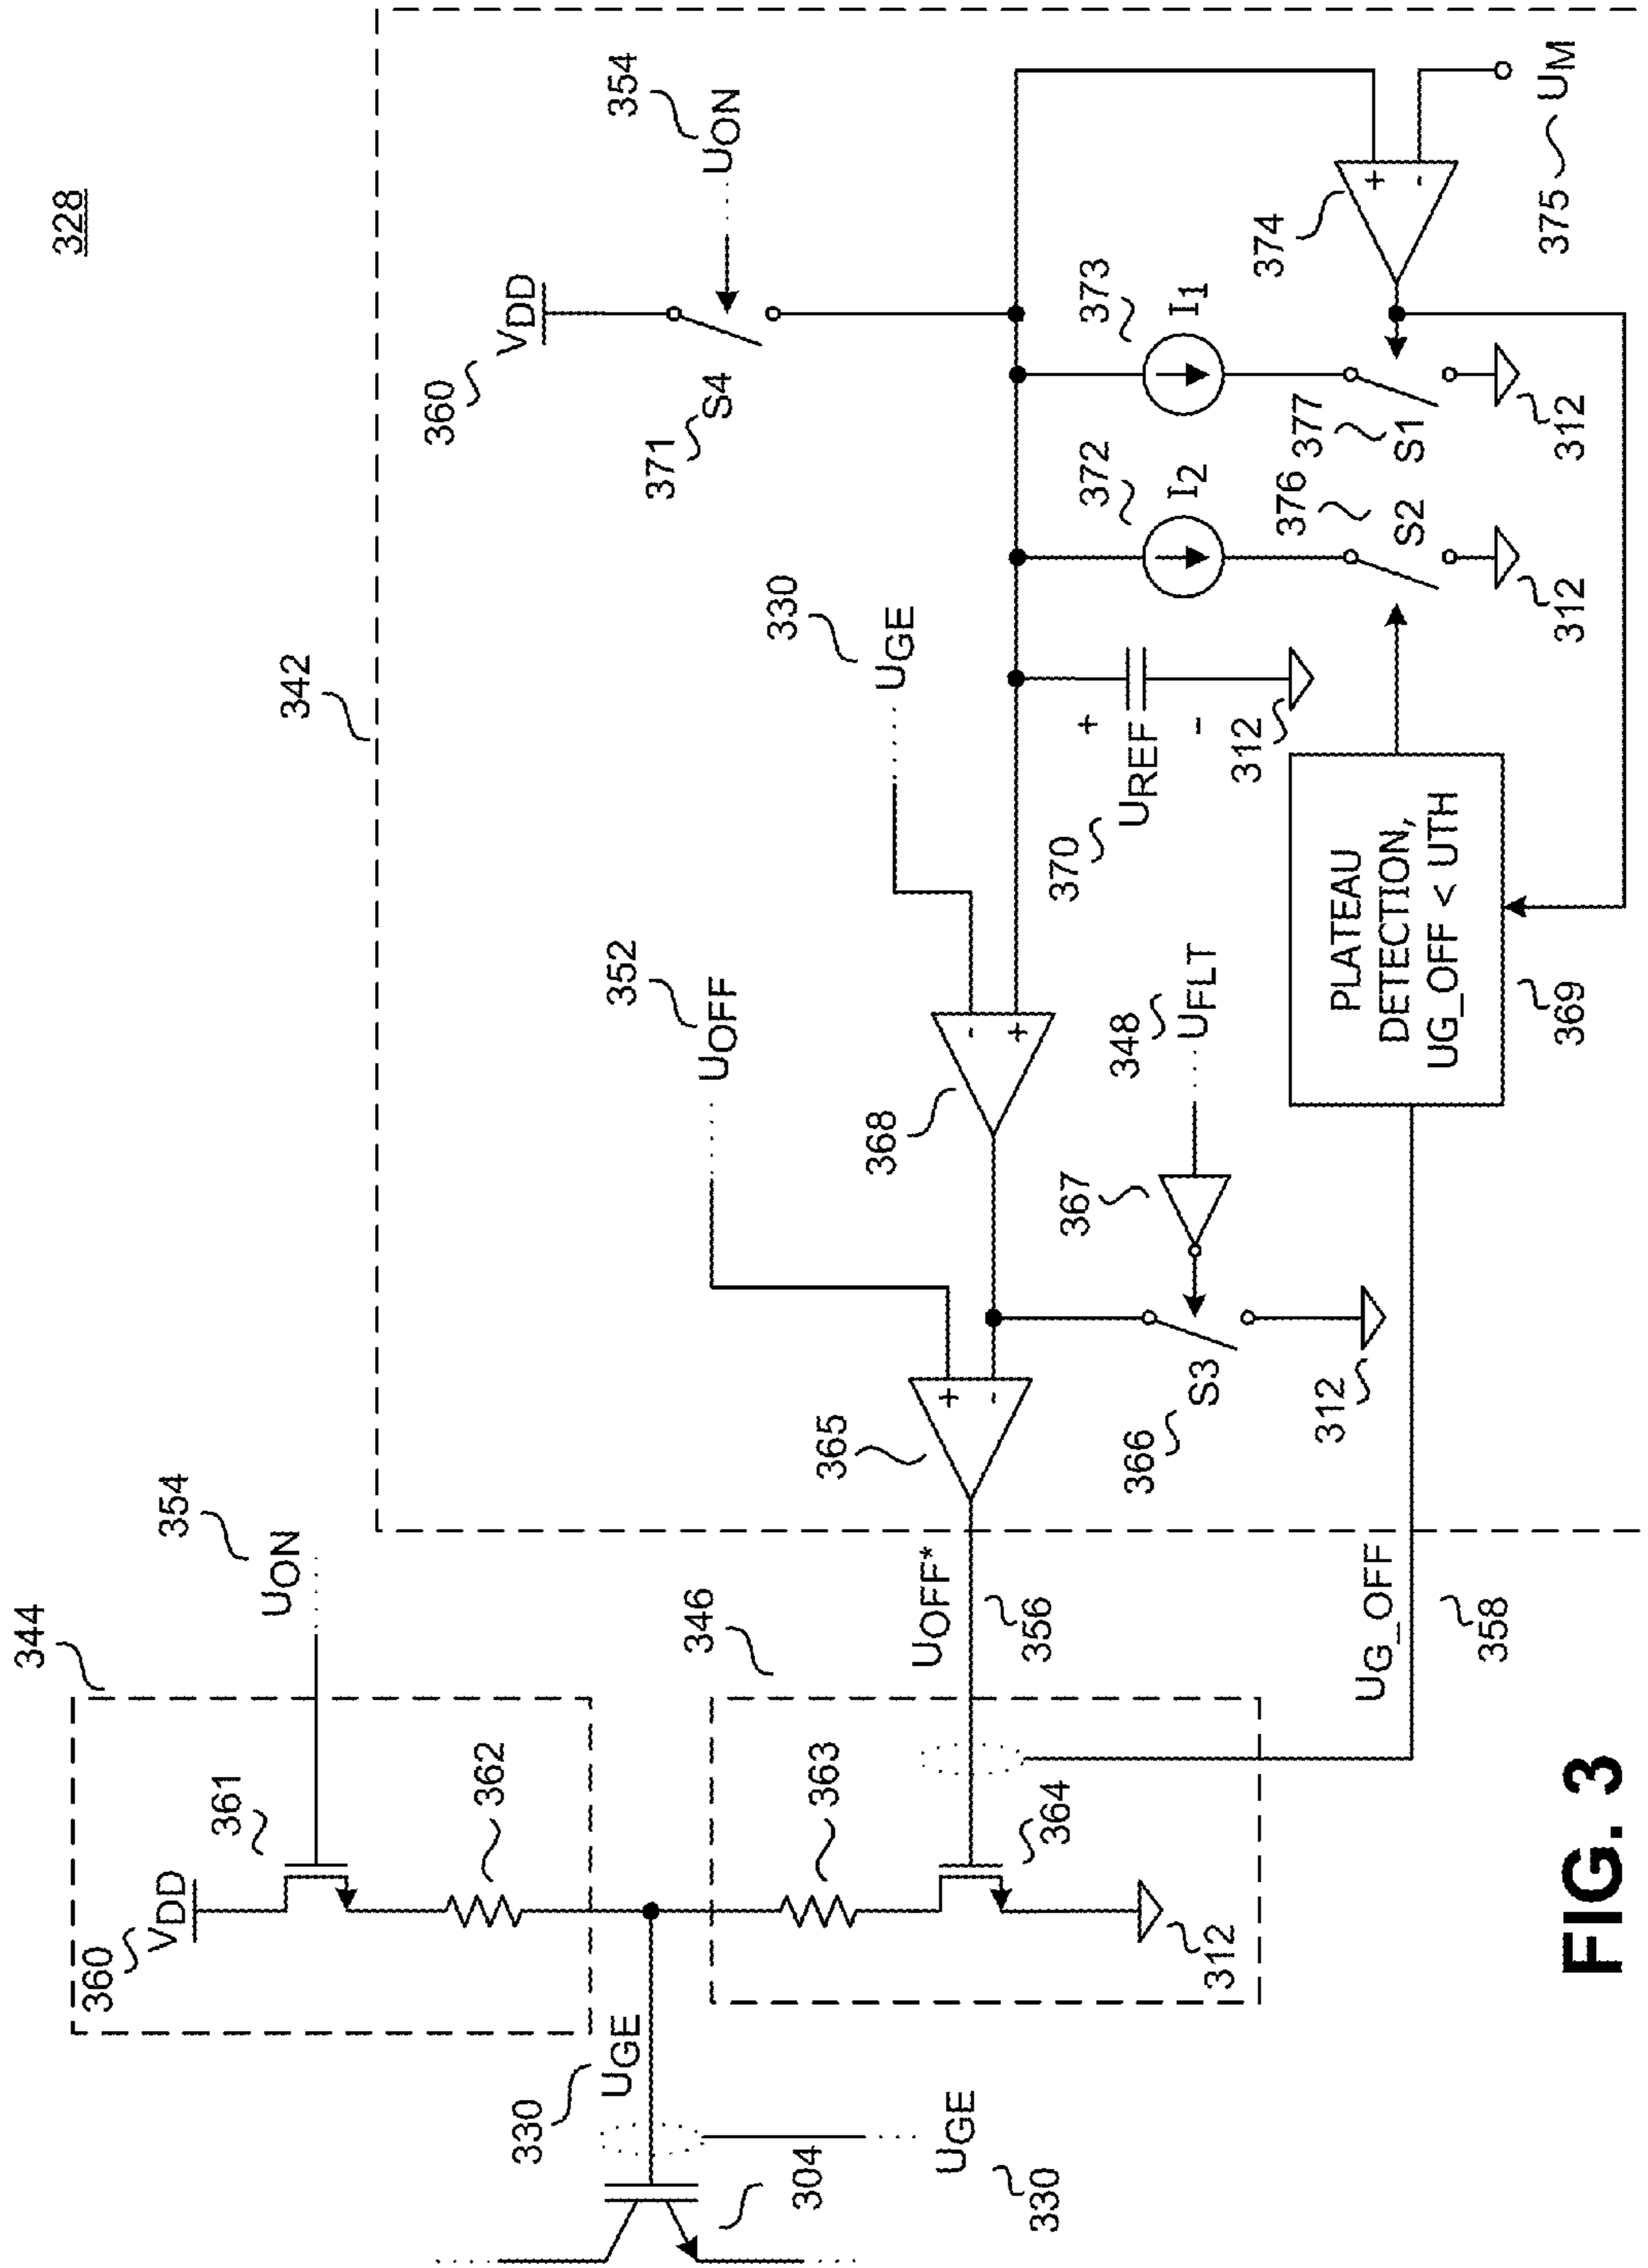 328
344
360
VDD
361
354
UON
362
342
360
VDD
371
S4
354
UON
330
UGE
352
UOFF
330
UGE
346
363
364
312
365
368
UOFF*
356
304
UGE
330
370
UREF
+
-
372
I2
373
I1
374
+
-
+
-
+
-
367
348
UFLT
366
S3
312
312
376
S2
377
S1
PLATEAU
DETECTION,
UG_OFF < UTH
369
312
312
375
UM
UG_OFF
358
FIG. 3